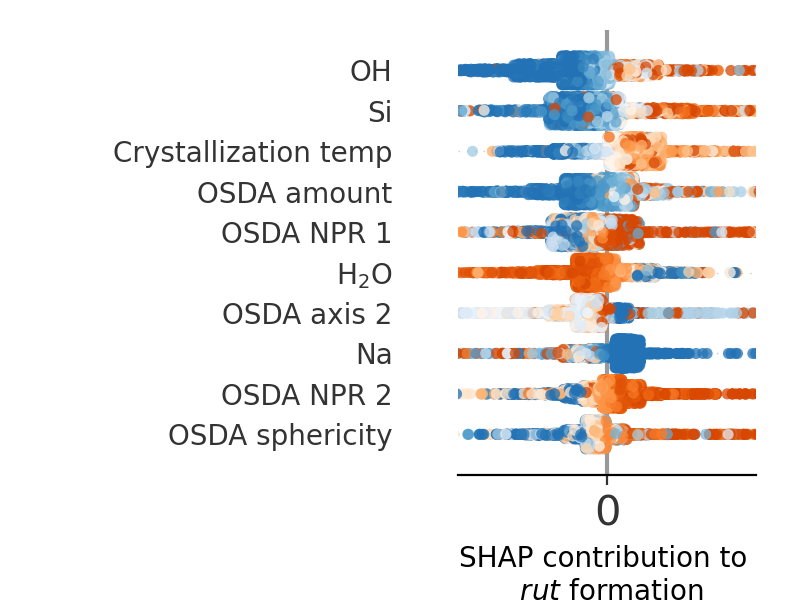 OH
Si
Crystallization temp
OSDA amount
OSDA NPR 1
H₂O
OSDA axis 2
Na
OSDA NPR 2
OSDA sphericity
0
SHAP contribution to
rut formation